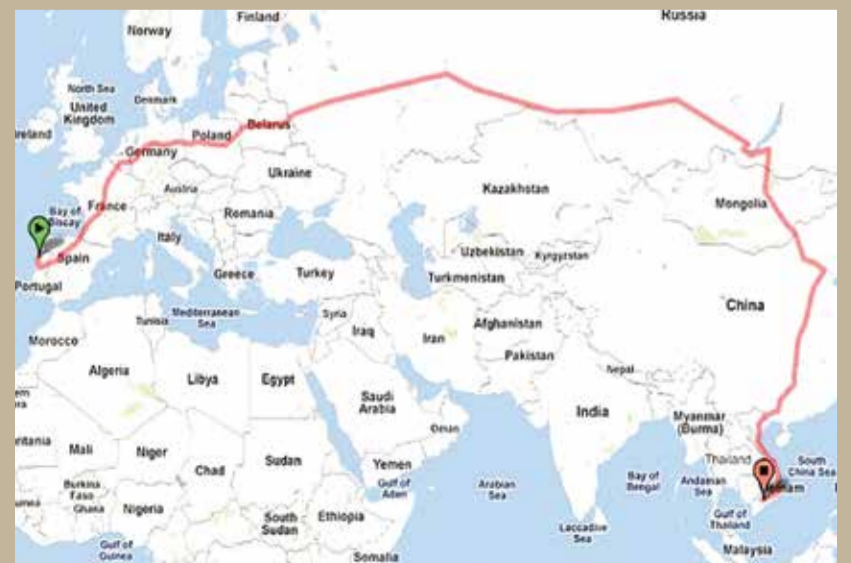 Finland
Russia
Norway
North Sea
Denmark
United
Kingdom
Ireland
Poland
Belarus
Germany
Ukraine
Austria
Kazakhstan
Mongolia
Bay of
Biscay
France
Romania
Italy
Uzbekistan
Kyrgyzstan
Spain
Greece
Turkey
Turkmenistan
Portugal
China
Mediterranean
Sea
Tunisia
Syria
Afghanistan
Morocco
Iraq
Iran
Pakistan
Algeria
Nepal
Libya
Egypt
Saudi
Arabia
India
Myanmar
(Burma)
Oman
Mali
Niger
Sudan
Yemen
Thailand
South
China Sea
Chad
Gulf of
Aden
Arabian
Sea
Bay of
Bengal
Andaman
Sea
Burkina
Faso
Ghana
Nigeria
South
Sudan
Ethiopia
Gulf of
Thailand
Laccadive
Sea
Gulf of
Guinea
Somalia
Malaysia